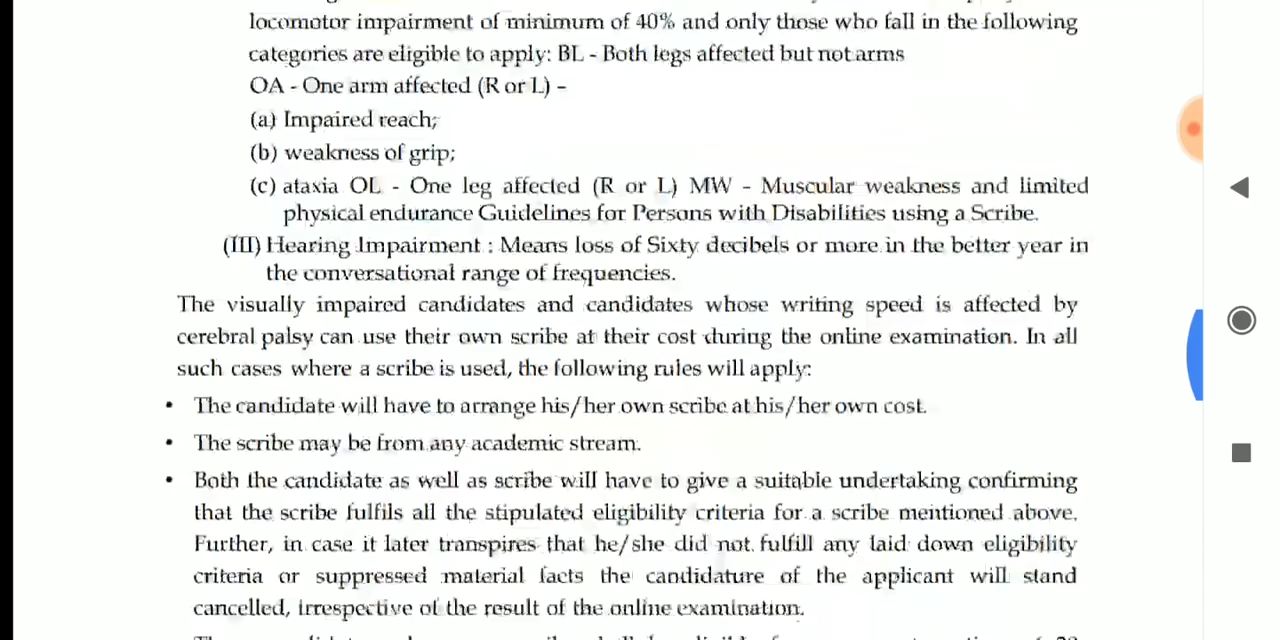 locomotor impairment of minimum of 40% and only those who fall in the following
categories are eligible to apply: BL - Both legs affected but not arms
OA - One arm affected (R or L) -
(a) Impaired reach;
(b) weakness of grip;
(c) ataxia OL - One leg affected (R or L) MW - Muscular weakness and limited
physical endurance Guidelines for Persons with Disabilities using a Scribe.
(III) Hearing Impairment : Means loss of Sixty decibels or more in the better year in
the conversational range of frequencies.
The visually impaired candidates and candidates whose writing speed is affected by
cerebral palsy can use their own scribe at their cost during the online examination. In all
such cases where a scribe is used, the following rules will apply:
• The candidate will have to arrange his/her own scribe at his/her own cost.
• The scribe may be from any academic stream.
• Both the candidate as well as scribe will have to give a suitable undertaking confirming
that the scribe fulfils all the stipulated eligibility criteria for a scribe mentioned above.
Further, in case it later transpires that he/she did not fulfill any laid down eligibility
criteria or suppressed material facts the candidature of the applicant will stand
cancelled, irrespective of the result of the online examination.